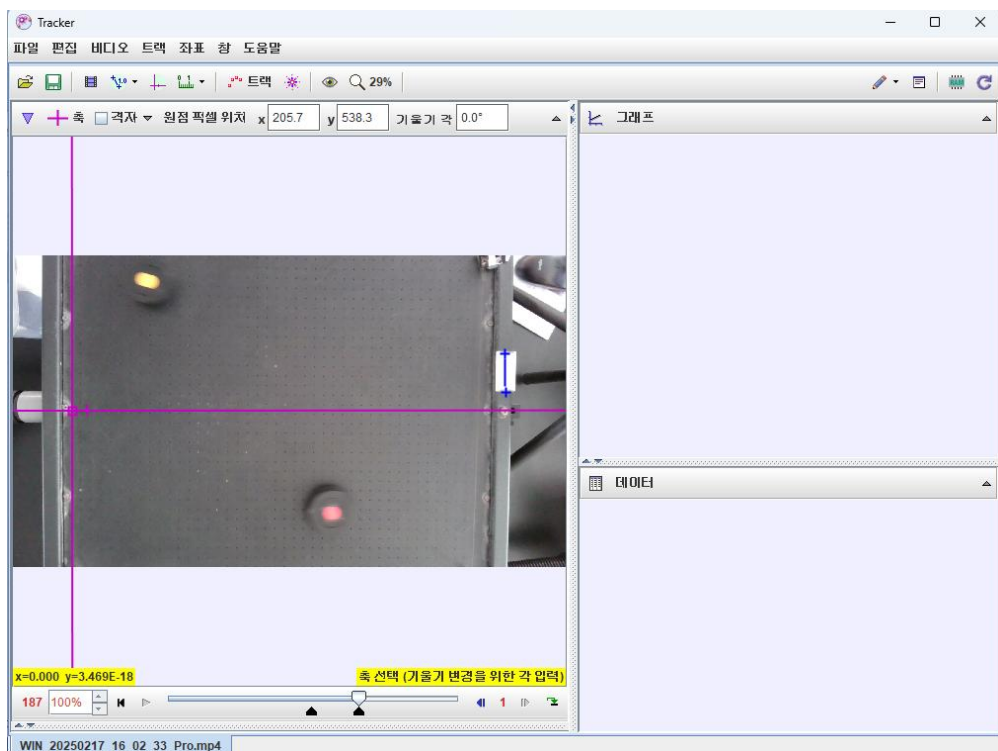 Tracker
파일 편집 비디오 트랙 좌표 창 도움말
트랙 29%
축 격자 원점 픽셀 위치 x 205.7 y 538.3 기울기 각 0.0°
그래프
데이터
x=0.000 y=3.469E-18 축 선택 (기울기 변경을 위한 각 입력)
187 100% 1
WIN_20250217_16_02_33_Pro.mp4